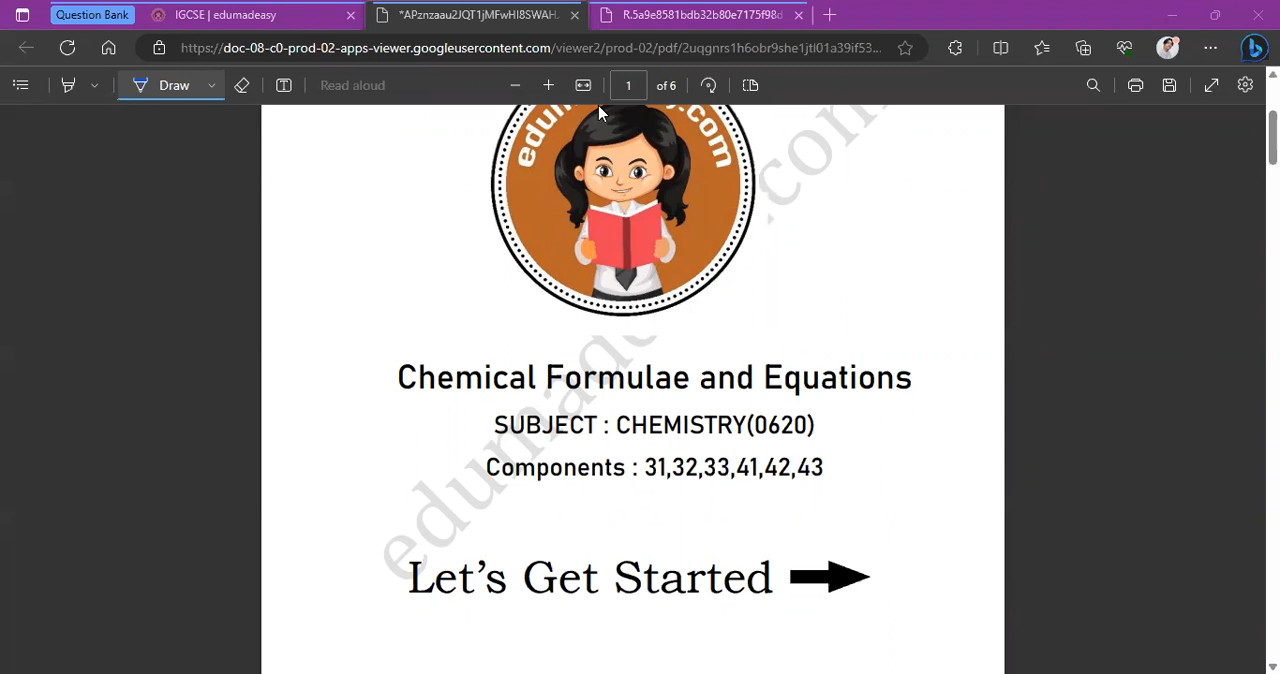 Question Bank
IGCSE | edumadeasy
*APznzaau2JQT1jMFwHI8SWAH
R.5a9e8581bdb32b80e7175f98d
https://doc-08-c0-prod-02-apps-viewer.googleusercontent.com/viewer2/prod-02/pdf/2uqgnrs1h6obr9she1jtl01a39if53...
Draw
Read aloud
1
of 6
Chemical Formulae and Equations
SUBJECT : CHEMISTRY(0620)
Components : 31,32,33,41,42,43
Let's Get Started